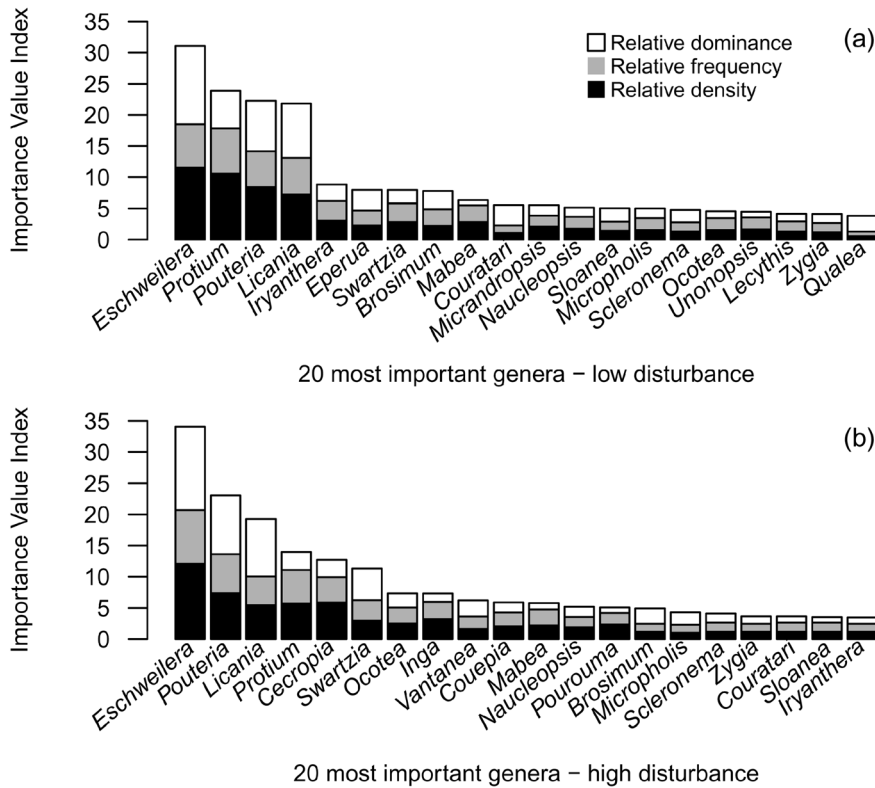 (a)
Importance Value Index
35
30
25
20
15
10
5
0
Relative dominance
Relative frequency
Relative density
Eschweilera
Protium
Pouteria
Licania
Iryanthera
Eperua
Swartzia
Brosimum
Mabea
Couratari
Micrandropsis
Naucleopsis
Sloanea
Micropholis
Scleronema
Ocotea
Unonopsis
Lecythis
Zygia
Qualea
20 most important genera − low disturbance
(b)
Importance Value Index
35
30
25
20
15
10
5
0
Eschweilera
Pouteria
Licania
Protium
Cecropia
Swartzia
Ocotea
Inga
Vantanea
Couepia
Mabea
Naucleopsis
Pourouma
Brosimum
Micropholis
Scleronema
Zygia
Couratari
Sloanea
Iryanthera
20 most important genera − high disturbance